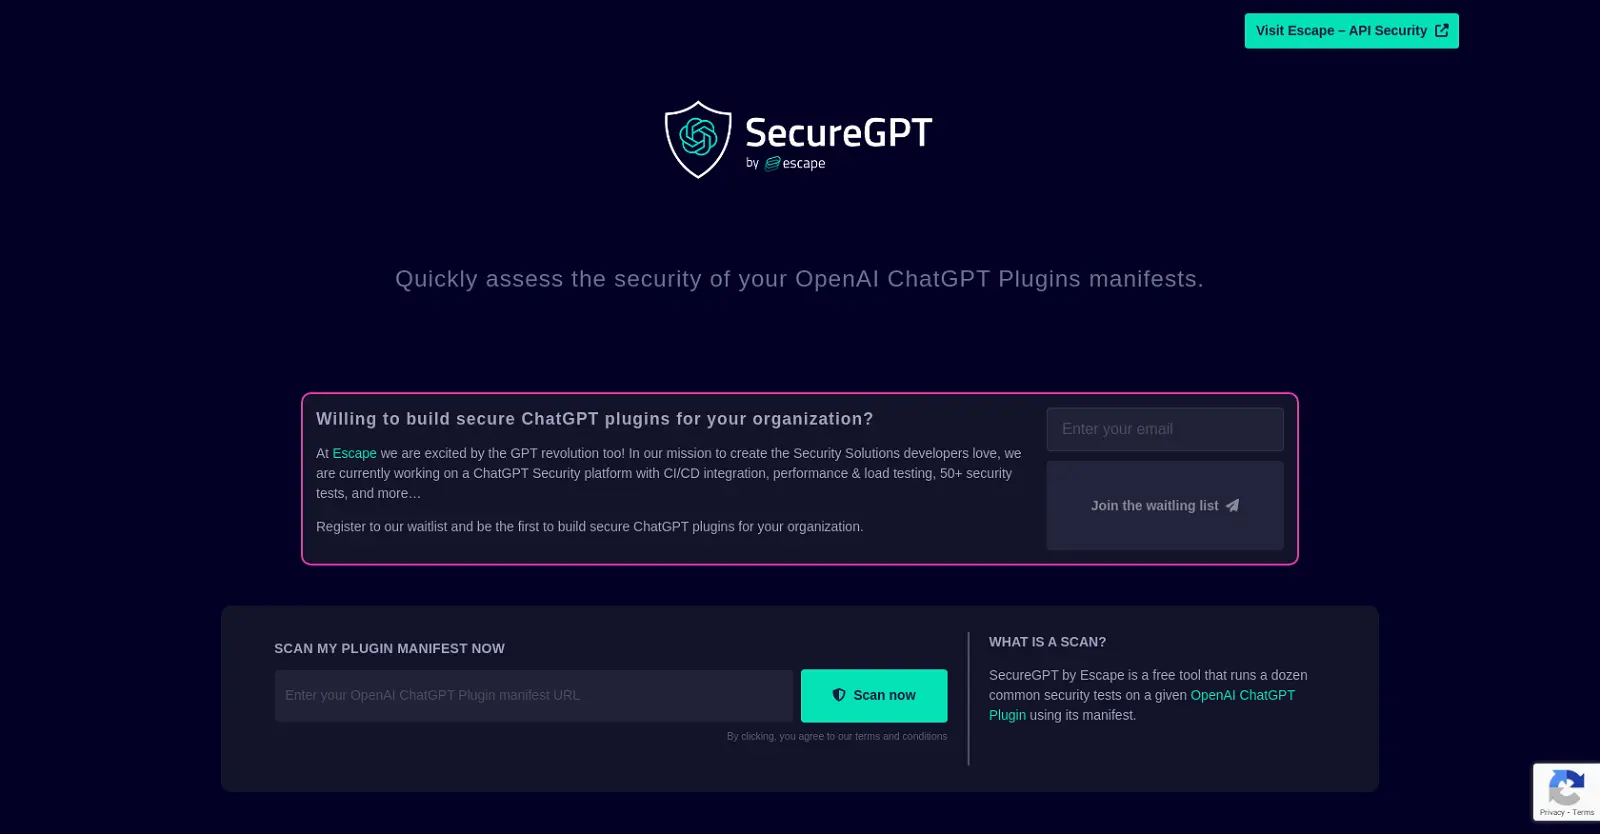 Visit Escape – API Security
SecureGPT
by escape
Quickly assess the security of your OpenAI ChatGPT Plugins manifests.
Willing to build secure ChatGPT plugins for your organization?
At Escape we are excited by the GPT revolution too! In our mission to create the Security Solutions developers love, we
are currently working on a ChatGPT Security platform with CI/CD integration, performance & load testing, 50+ security
tests, and more…
Register to our waitlist and be the first to build secure ChatGPT plugins for your organization.
Enter your email
Join the waitling list
SCAN MY PLUGIN MANIFEST NOW
Enter your OpenAI ChatGPT Plugin manifest URL
Scan now
By clicking, you agree to our terms and conditions
WHAT IS A SCAN?
SecureGPT by Escape is a free tool that runs a dozen
common security tests on a given OpenAI ChatGPT
Plugin using its manifest.
Privacy - Terms